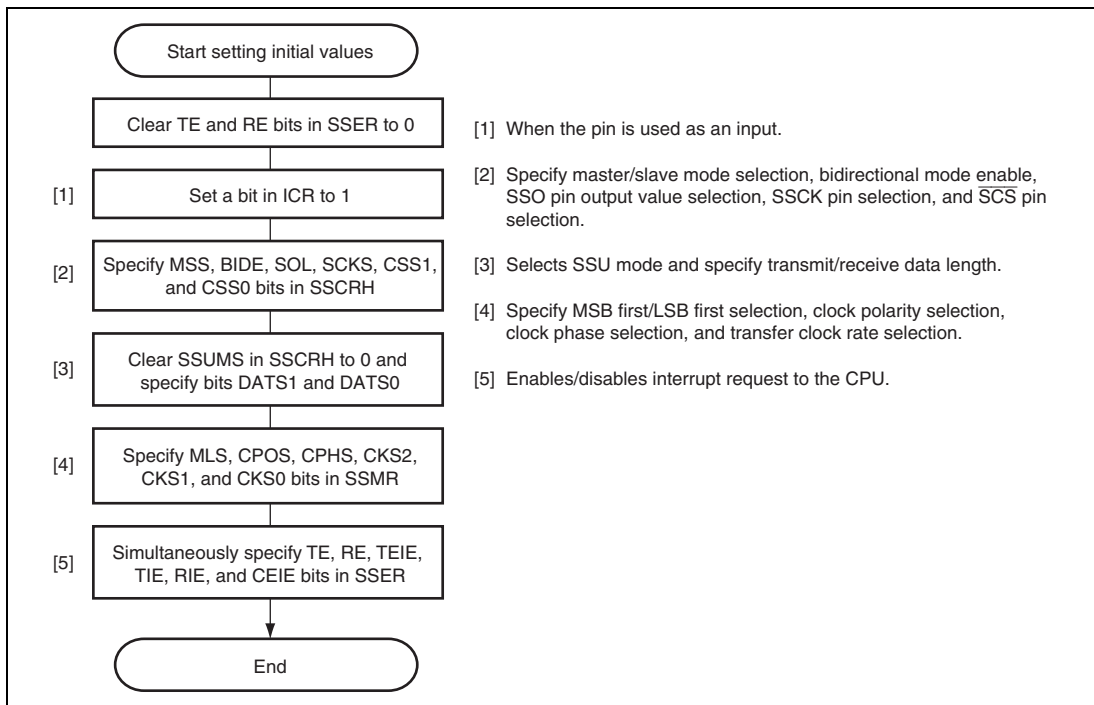 Start setting initial values
Clear TE and RE bits in SSER to 0
[1]
Set a bit in ICR to 1
[2]
Specify MSS, BIDE, SOL, SCKS, CSS1,
and CSS0 bits in SSCRH
[3]
Clear SSUMS in SSCRH to 0 and
specify bits DATS1 and DATS0
[4]
Specify MLS, CPOS, CPHS, CKS2,
CKS1, and CKS0 bits in SSMR
[5]
Simultaneously specify TE, RE, TEIE,
TIE, RIE, and CEIE bits in SSER
End
[1] When the pin is used as an input.
[2] Specify master/slave mode selection, bidirectional mode enable,
SSO pin output value selection, SSCK pin selection, and SCS pin
selection.
[3] Selects SSU mode and specify transmit/receive data length.
[4] Specify MSB first/LSB first selection, clock polarity selection,
clock phase selection, and transfer clock rate selection.
[5] Enables/disables interrupt request to the CPU.